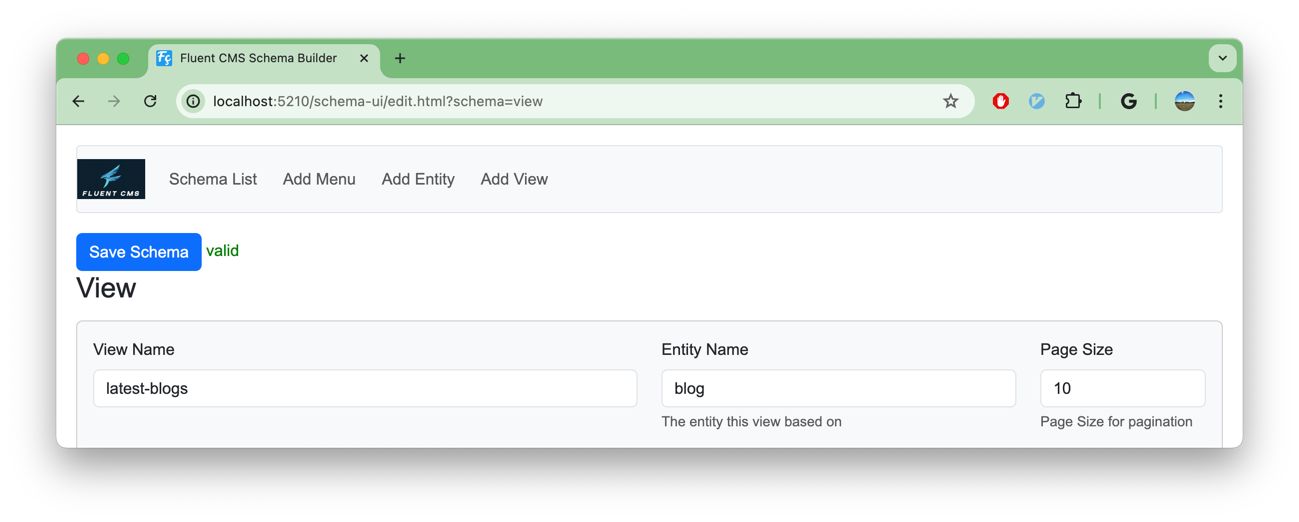 Fluent CMS Schema Builder
localhost:5210/schema-ui/edit.html?schema=view
FLUENT CMS Schema List Add Menu Add Entity Add View
Save Schema valid
View
View Name Entity Name Page Size
latest-blogs blog 10
The entity this view based on Page Size for pagination